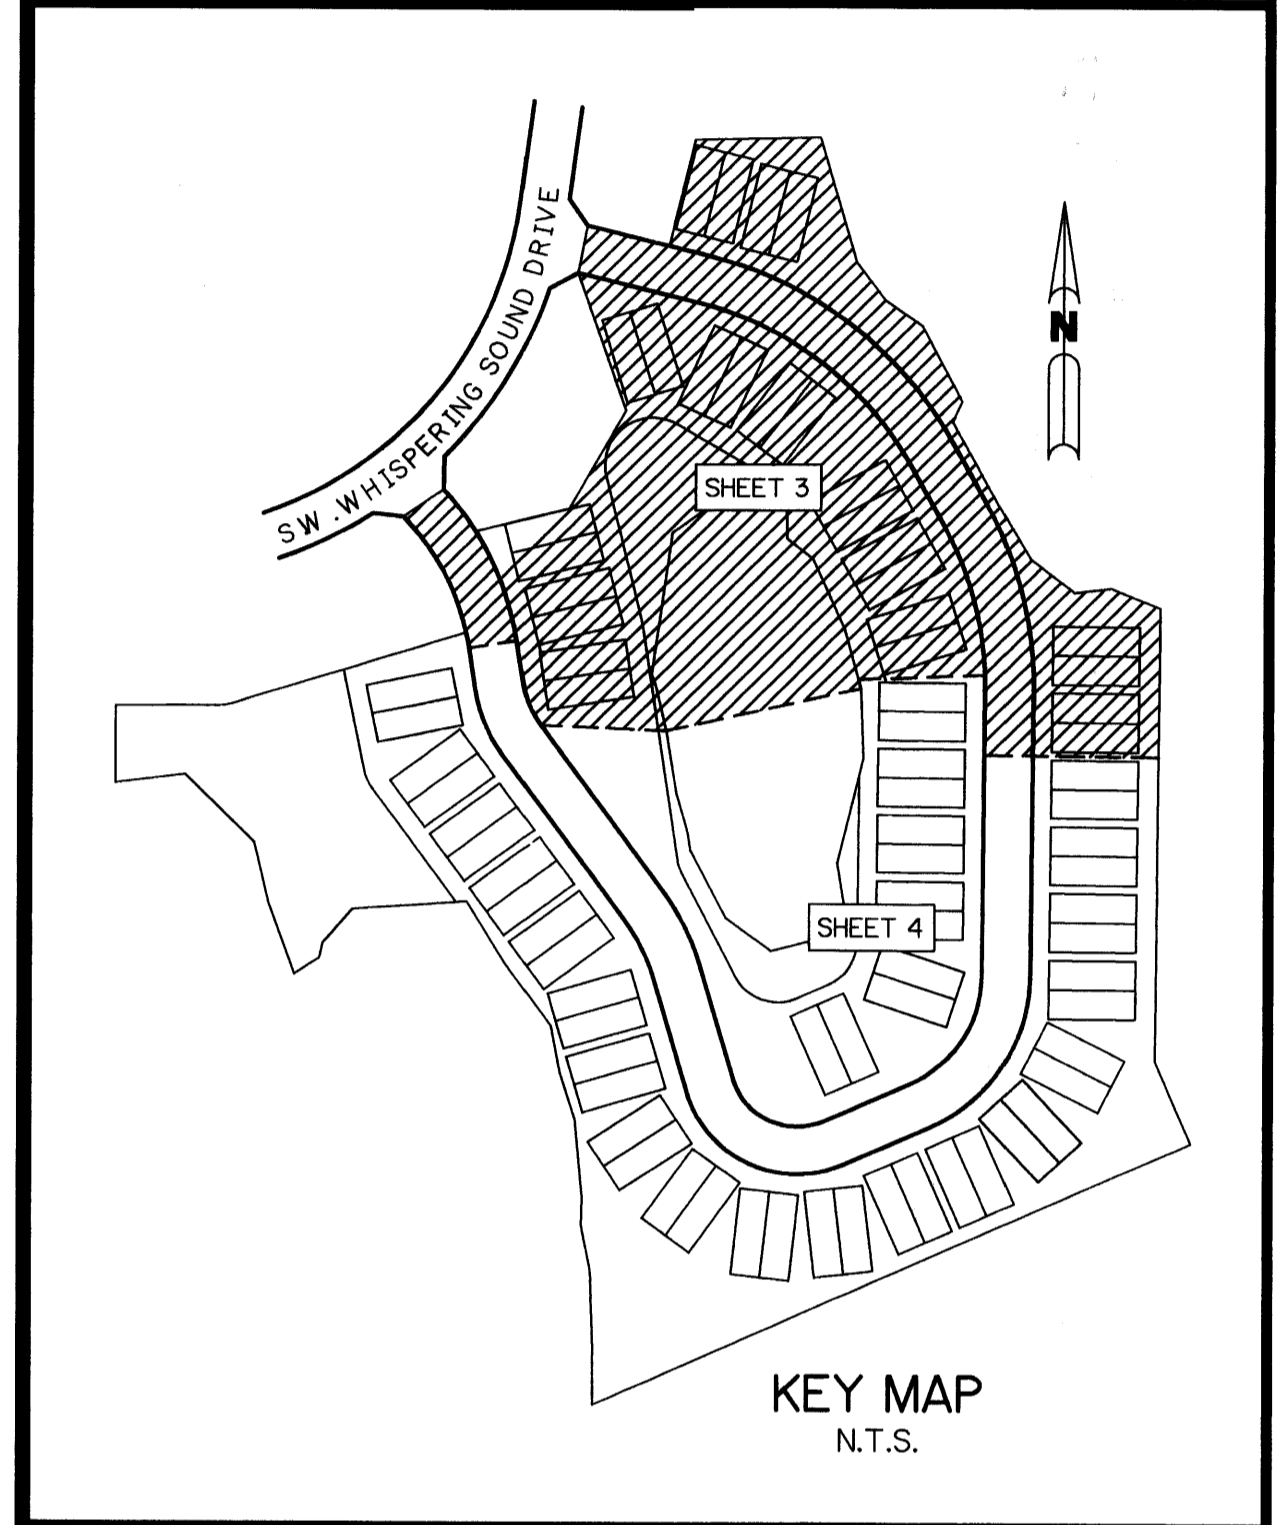 SW. WHISPERING SOUND DRIVE
N
SHEET 3
SHEET 4
KEY MAP
N.T.S.